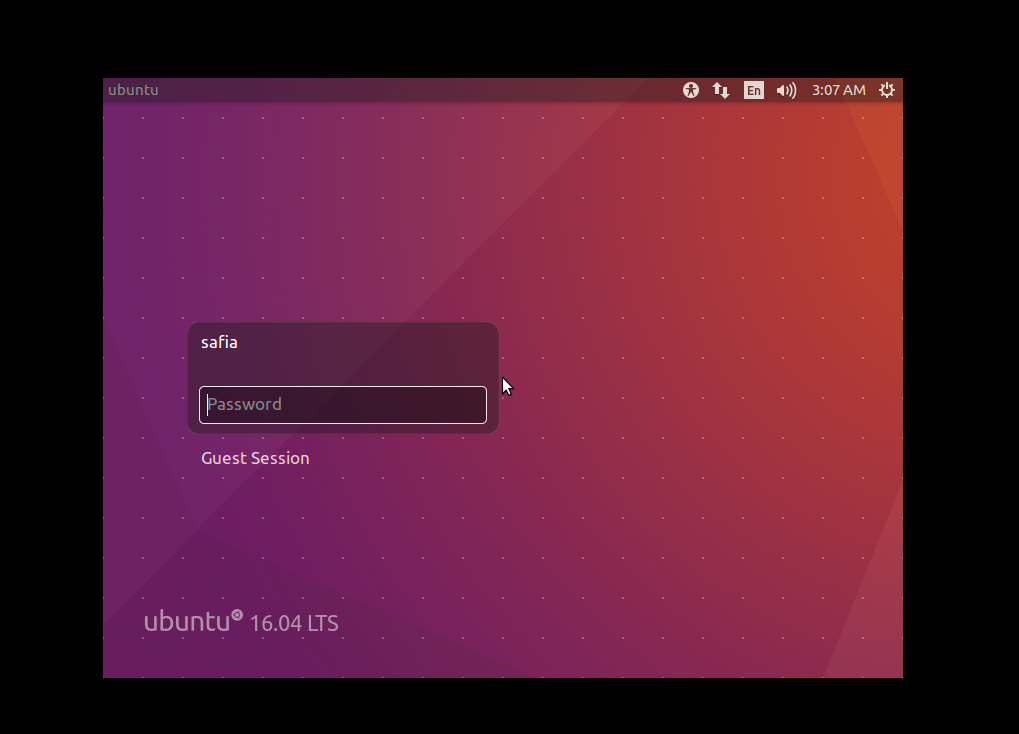 ubuntu En 3:07 AM
safia
Password
Guest Session
ubuntu 16.04 LTS